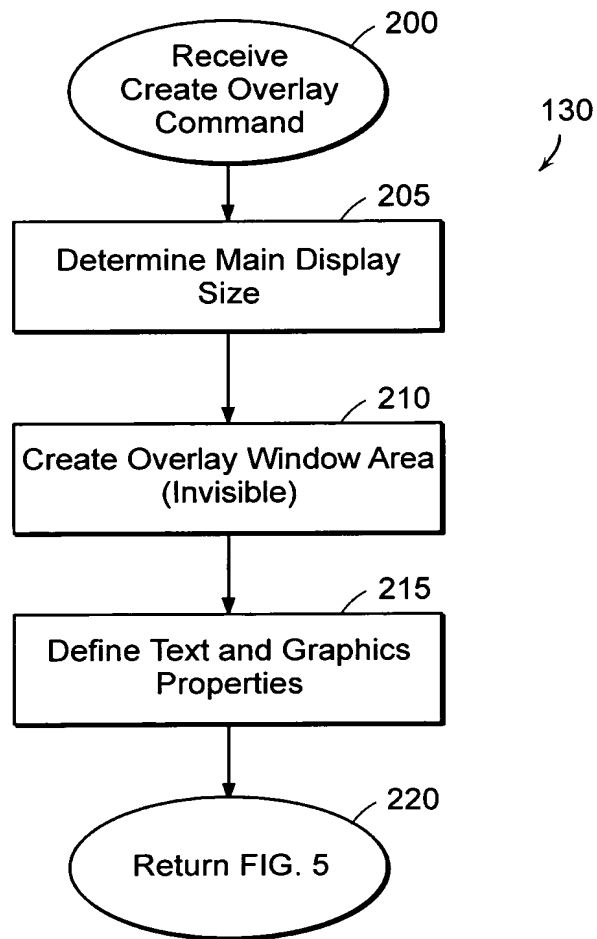 200
Receive
Create Overlay
Command
130
205
Determine Main Display
Size
210
Create Overlay Window Area
(Invisible)
215
Define Text and Graphics
Properties
220
Return FIG. 5